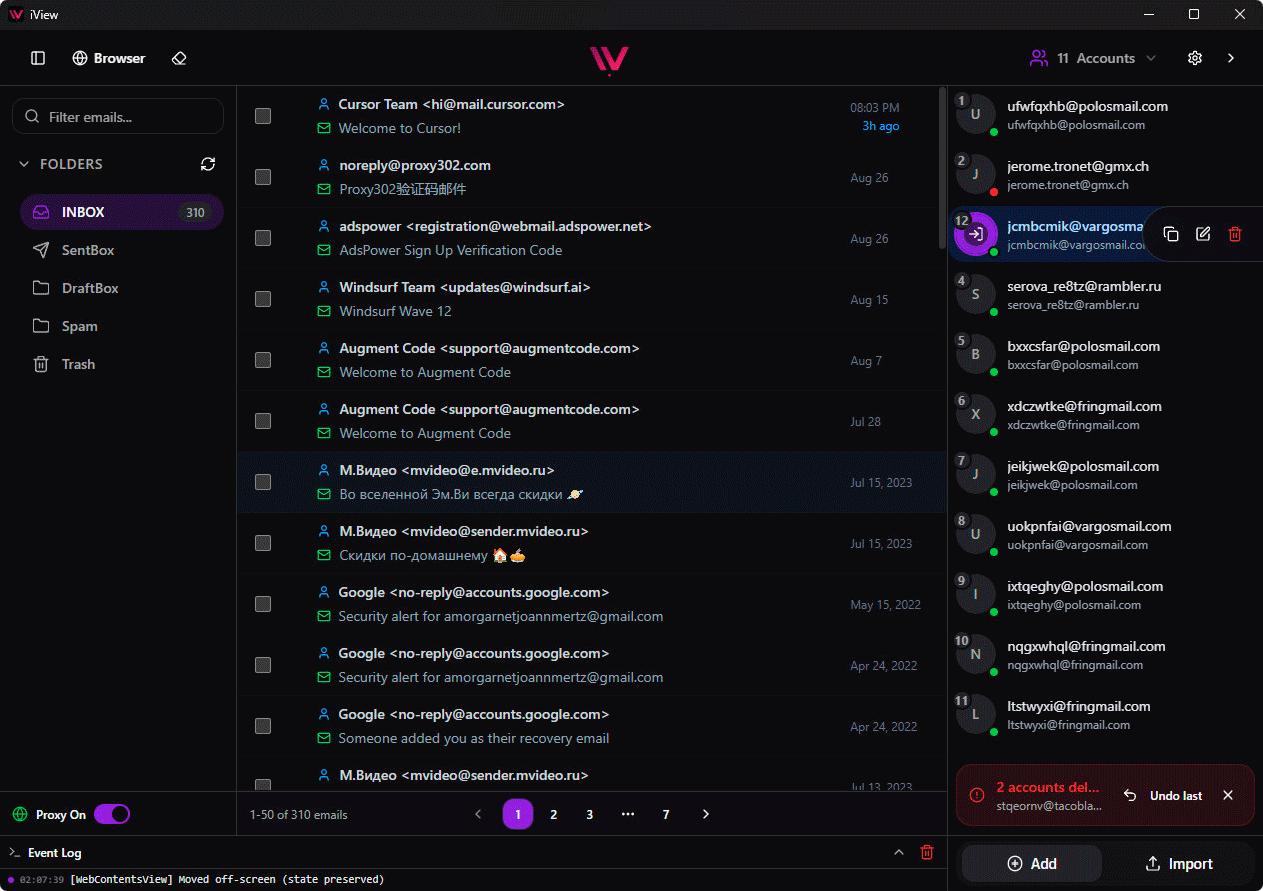 iView
Browser
11 Accounts
Filter emails...
FOLDERS
INBOX 310
SentBox
DraftBox
Spam
Trash
Cursor Team <hi@mail.cursor.com>
Welcome to Cursor!
08:03 PM
3h ago
noreply@proxy302.com
Proxy302验证码邮件
Aug 26
adspower <registration@webmail.adspower.net>
AdsPower Sign Up Verification Code
Aug 26
Windsurf Team <updates@windsurf.ai>
Windsurf Wave 12
Aug 15
Augment Code <support@augmentcode.com>
Welcome to Augment Code
Aug 7
Augment Code <support@augmentcode.com>
Welcome to Augment Code
Jul 28
М.Видео <mvideo@e.mvideo.ru>
Во вселенной Эм.Ви всегда скидки 🪐
Jul 15, 2023
М.Видео <mvideo@sender.mvideo.ru>
Скидки по-домашнему 🏠🥧
Jul 15, 2023
Google <no-reply@accounts.google.com>
Security alert for amorgarnetjoannmertz@gmail.com
May 15, 2022
Google <no-reply@accounts.google.com>
Security alert for amorgarnetjoannmertz@gmail.com
Apr 24, 2022
Google <no-reply@accounts.google.com>
Someone added you as their recovery email
Apr 24, 2022
М.Видео <mvideo@sender.mvideo.ru>
Jul 13, 2023
1 U
ufwfqxhb@polosmail.com
ufwfqxhb@polosmail.com
2 J
jerome.tronet@gmx.ch
jerome.tronet@gmx.ch
12
jcmbcmik@vargosma
jcmbcmik@vargosmail.co
4 S
serova_re8tz@rambler.ru
serova_re8tz@rambler.ru
5 B
bxxcsfar@polosmail.com
bxxcsfar@polosmail.com
6 X
xdczwtke@fringmail.com
xdczwtke@fringmail.com
7 J
jeikjwek@polosmail.com
jeikjwek@polosmail.com
8 U
uokpnfai@vargosmail.com
uokpnfai@vargosmail.com
9 I
ixtqeghy@polosmail.com
ixtqeghy@polosmail.com
10 N
nqgxwhql@fringmail.com
nqgxwhql@fringmail.com
11 L
ltstwyxi@fringmail.com
ltstwyxi@fringmail.com
2 accounts del...
stqeornv@tacobla...
Undo last
Proxy On
1-50 of 310 emails
1 2 3 ··· 7
Event Log
Add
Import
02:07:39 [WebContentsView] Moved off-screen (state preserved)